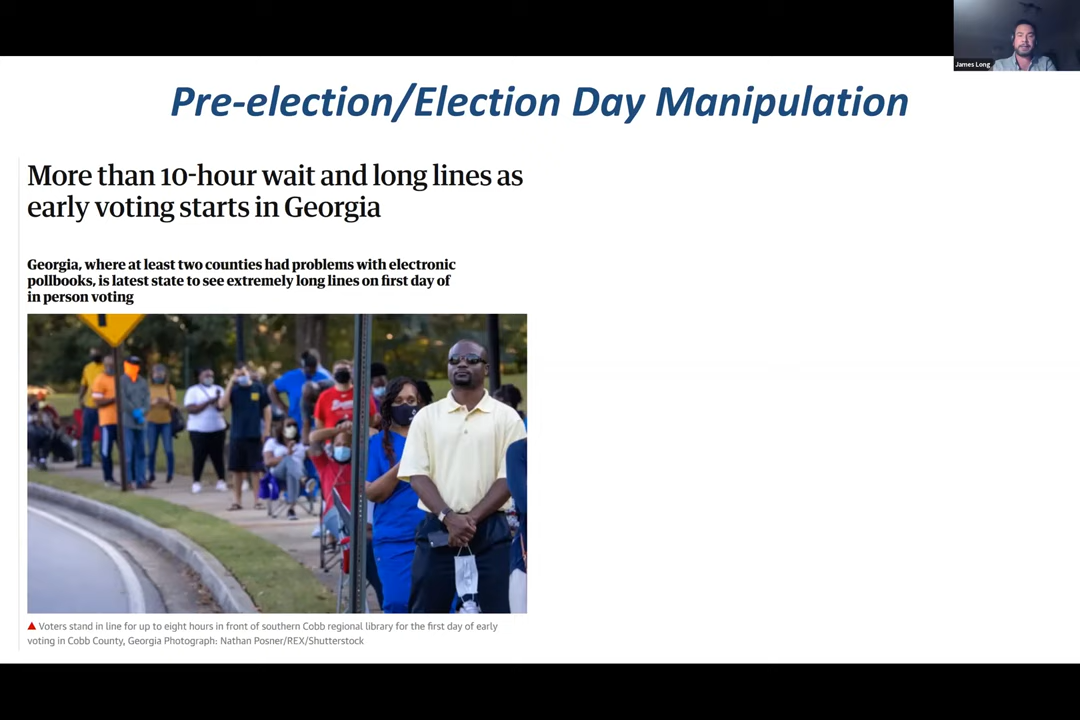 James Long
Pre-election/Election Day Manipulation
More than 10-hour wait and long lines as
early voting starts in Georgia
Georgia, where at least two counties had problems with electronic
pollbooks, is latest state to see extremely long lines on first day of
in person voting
▲ Voters stand in line for up to eight hours in front of southern Cobb regional library for the first day of early
voting in Cobb County, Georgia Photograph: Nathan Posner/REX/Shutterstock